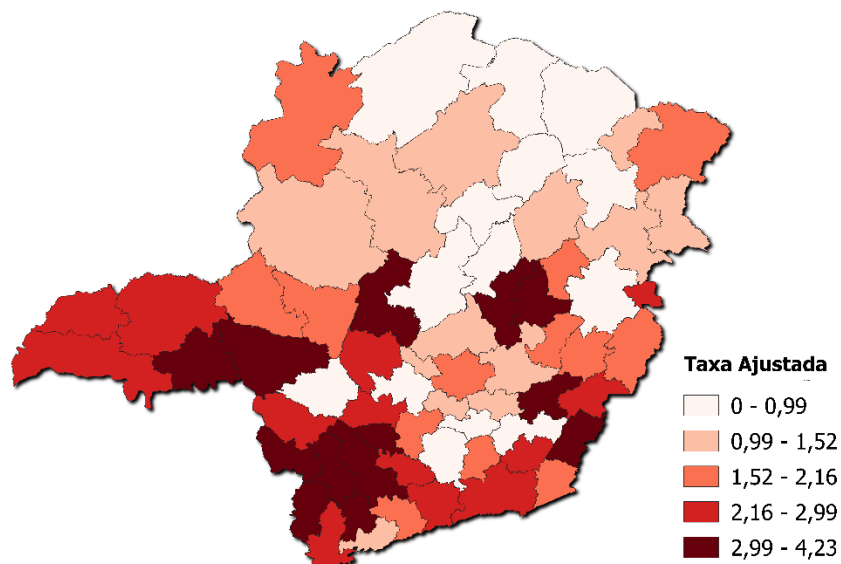 Taxa Ajustada
0 - 0,99
0,99 - 1,52
1,52 - 2,16
2,16 - 2,99
2,99 - 4,23